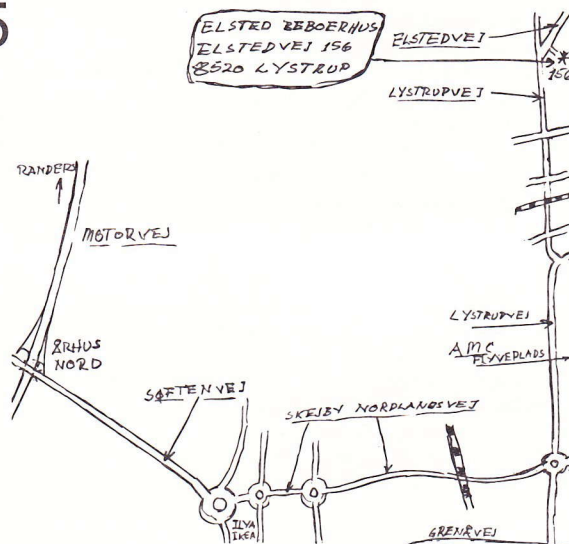 5
ELSTED BEBOERHUS
ELSTEDVEJ 156
8520 LYSTRUP
ELSTEDVEJ
156
LYSTRUPVEJ
RANDERS
MOTORVEJ
ÅRHUS
NORD
LYSTRUPVEJ
AMC
FLYVEPLADS
SØFTENVEJ
SKEJBY NORDLANDSVEJ
ILVA
IKEA
GRENÅVEJ